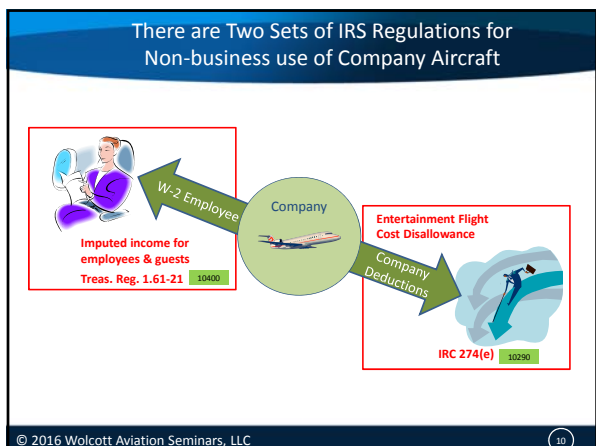 There are Two Sets of IRS Regulations for
Non-business use of Company Aircraft
W-2 Employee
Company
Imputed income for
employees & guests
Treas. Reg. 1.61-21
10400
Entertainment Flight
Cost Disallowance
Company
Deductions
IRC 274(e)
10290
© 2016 Wolcott Aviation Seminars, LLC
10